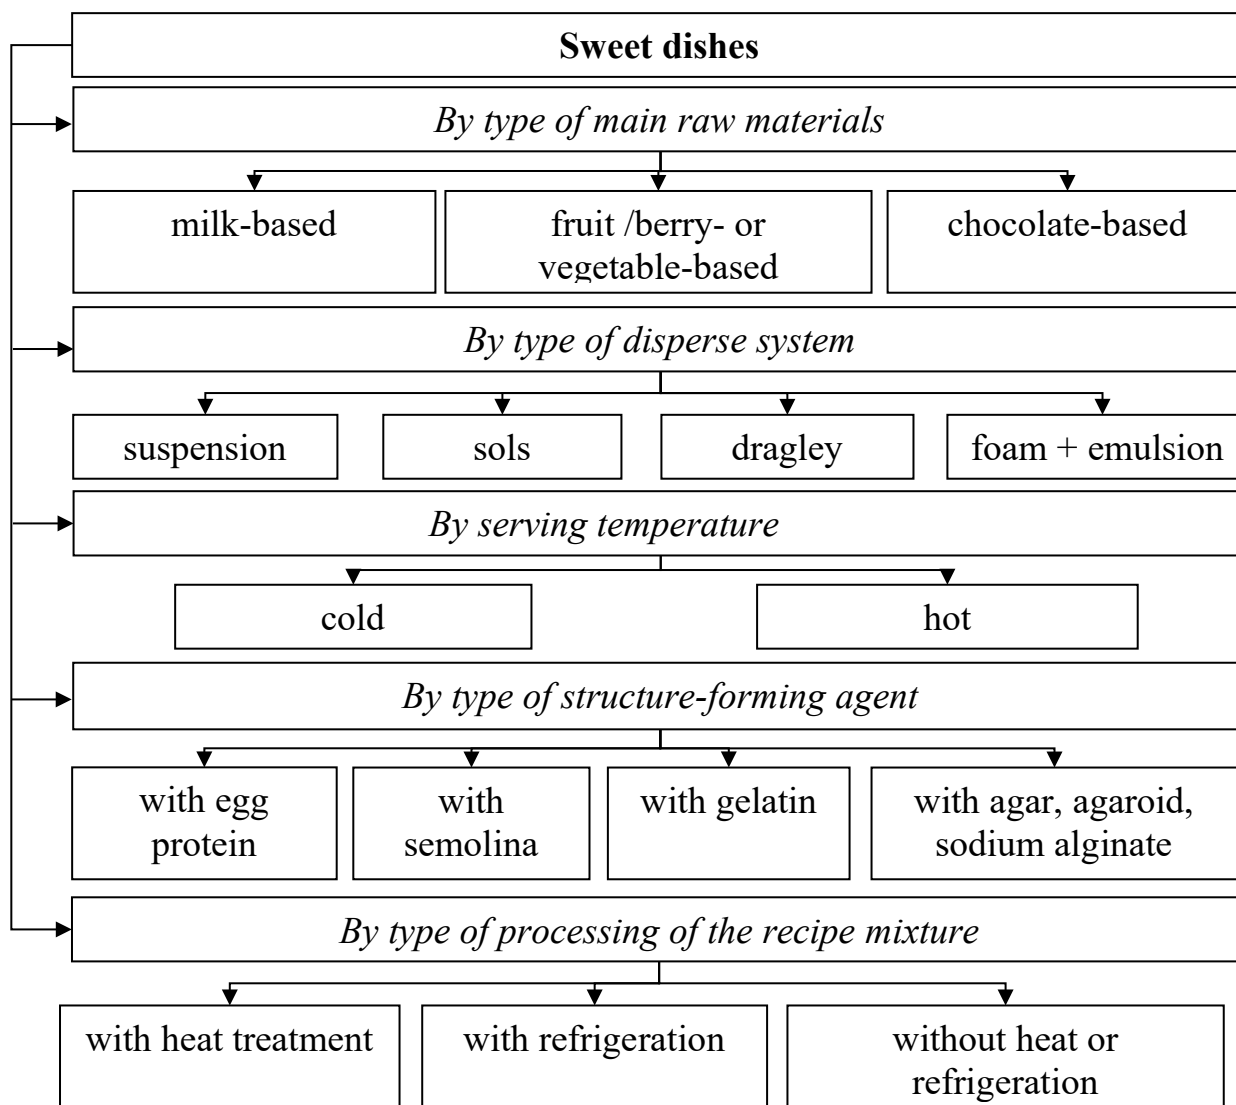 Sweet dishes
By type of main raw materials
milk-based
fruit /berry- or
vegetable-based
chocolate-based
By type of disperse system
suspension
sols
dragley
foam + emulsion
By serving temperature
cold
hot
By type of structure-forming agent
with egg
protein
with
semolina
with gelatin
with agar, agaroid,
sodium alginate
By type of processing of the recipe mixture
with heat treatment
with refrigeration
without heat or
refrigeration